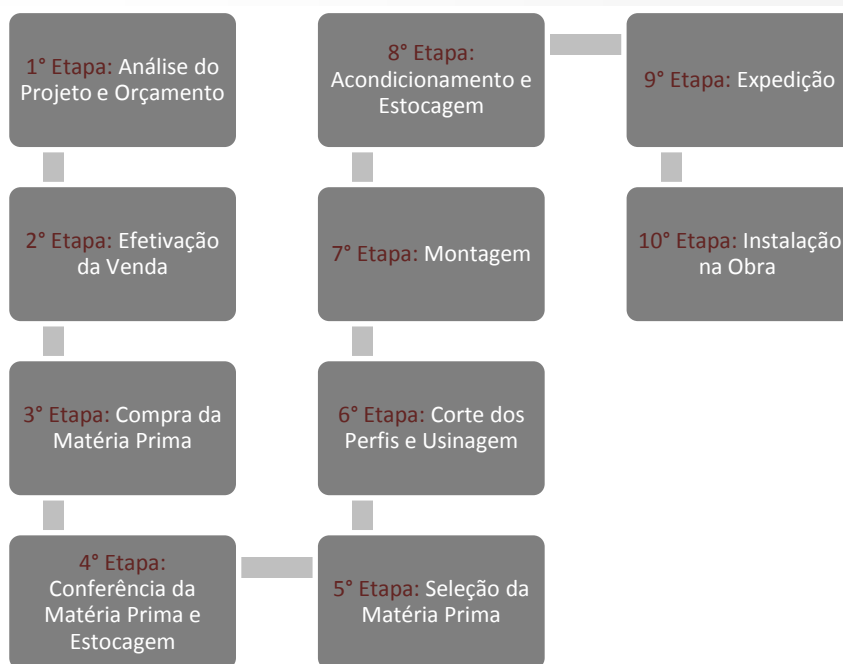 1° Etapa: Análise do
Projeto e Orçamento
2° Etapa: Efetivação
da Venda
3° Etapa: Compra da
Matéria Prima
4° Etapa:
Conferência da
Matéria Prima e
Estocagem
5° Etapa: Seleção da
Matéria Prima
6° Etapa: Corte dos
Perfis e Usinagem
7° Etapa: Montagem
8° Etapa:
Acondicionamento e
Estocagem
9° Etapa: Expedição
10° Etapa: Instalação
na Obra